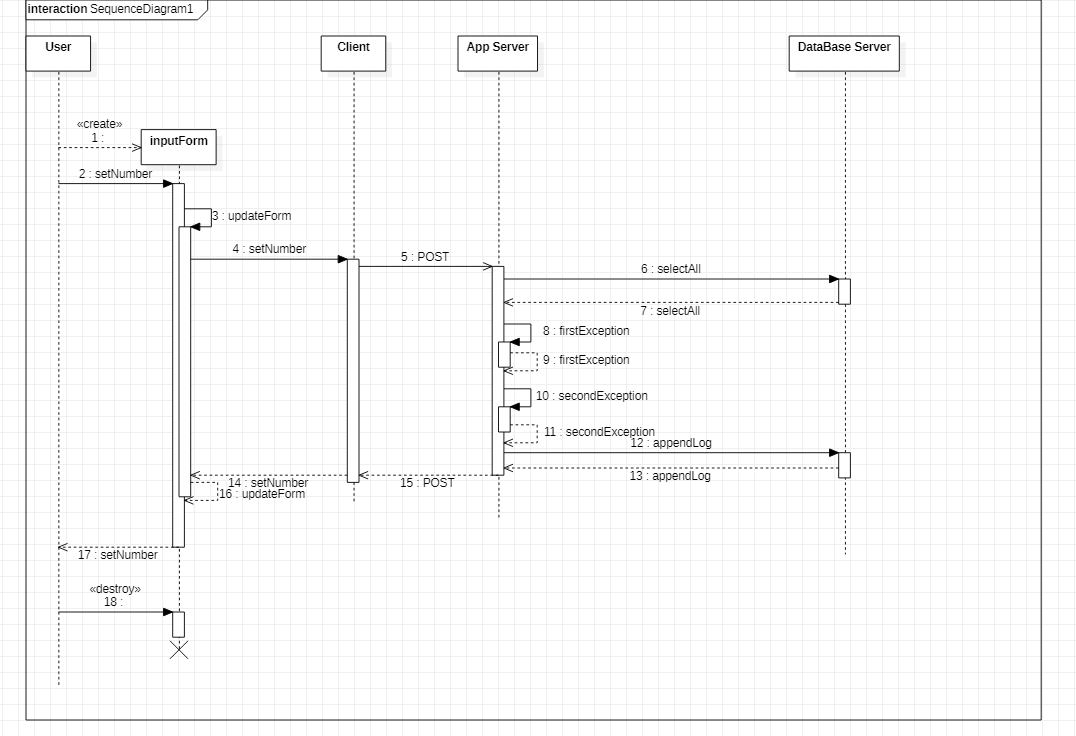 interaction SequenceDiagram1
User
Client
App Server
DataBase Server
«create»
1 :
inputForm
2 : setNumber
3 : updateForm
4 : setNumber
5 : POST
6 : selectAll
7 : selectAll
8 : firstException
9 : firstException
10 : secondException
11 : secondException
12 : appendLog
13 : appendLog
14 : setNumber
15 : POST
16 : updateForm
17 : setNumber
«destroy»
18 :